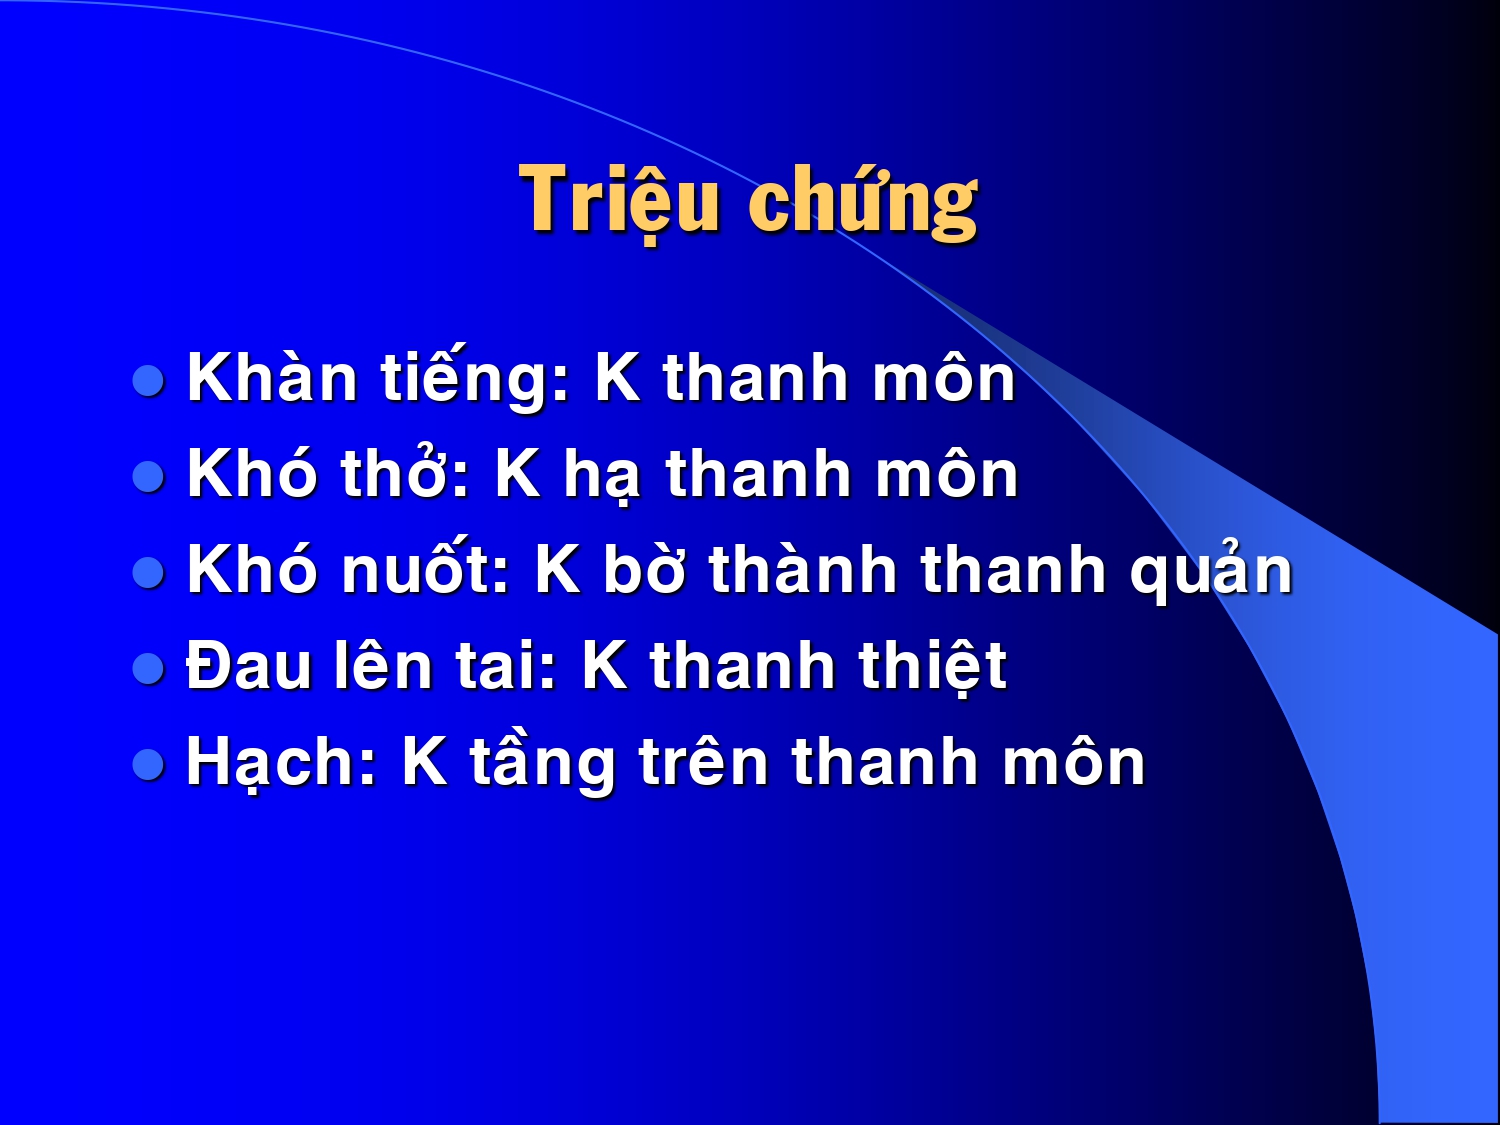 Triệu chứng
Khàn tiếng: K thanh môn
Khó thở: K hạ thanh môn
Khó nuốt: K bờ thành thanh quản
Đau lên tai: K thanh thiệt
Hạch: K tầng trên thanh môn